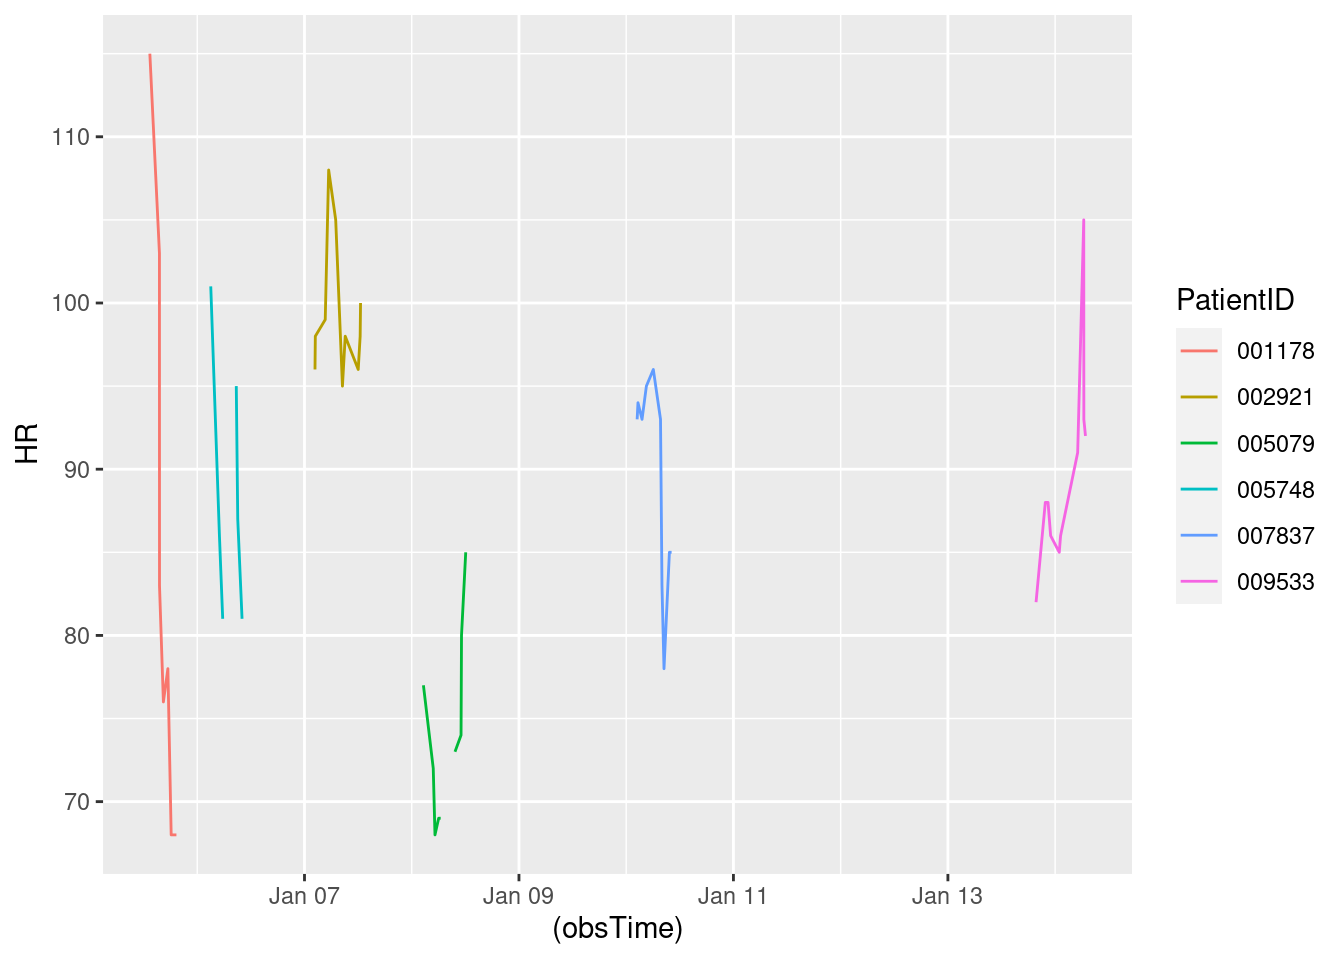 110
100
90
80
70
HR
Jan 07
Jan 09
Jan 11
Jan 13
(obsTime)
PatientID
001178
002921
005079
005748
007837
009533